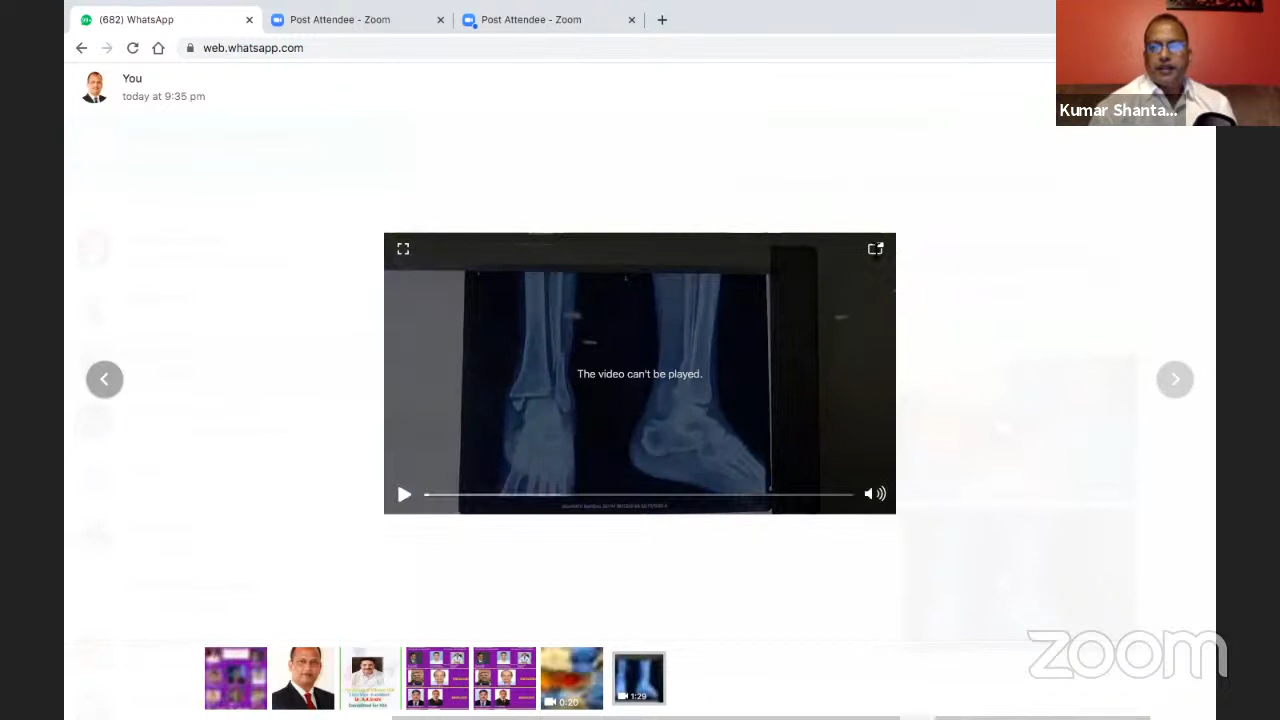 (682) WhatsApp
Post Attendee - Zoom
Post Attendee - Zoom
web.whatsapp.com
You
today at 9:35 pm
Kumar Shanta...
The video can't be played.
0:20
1:29
zoom